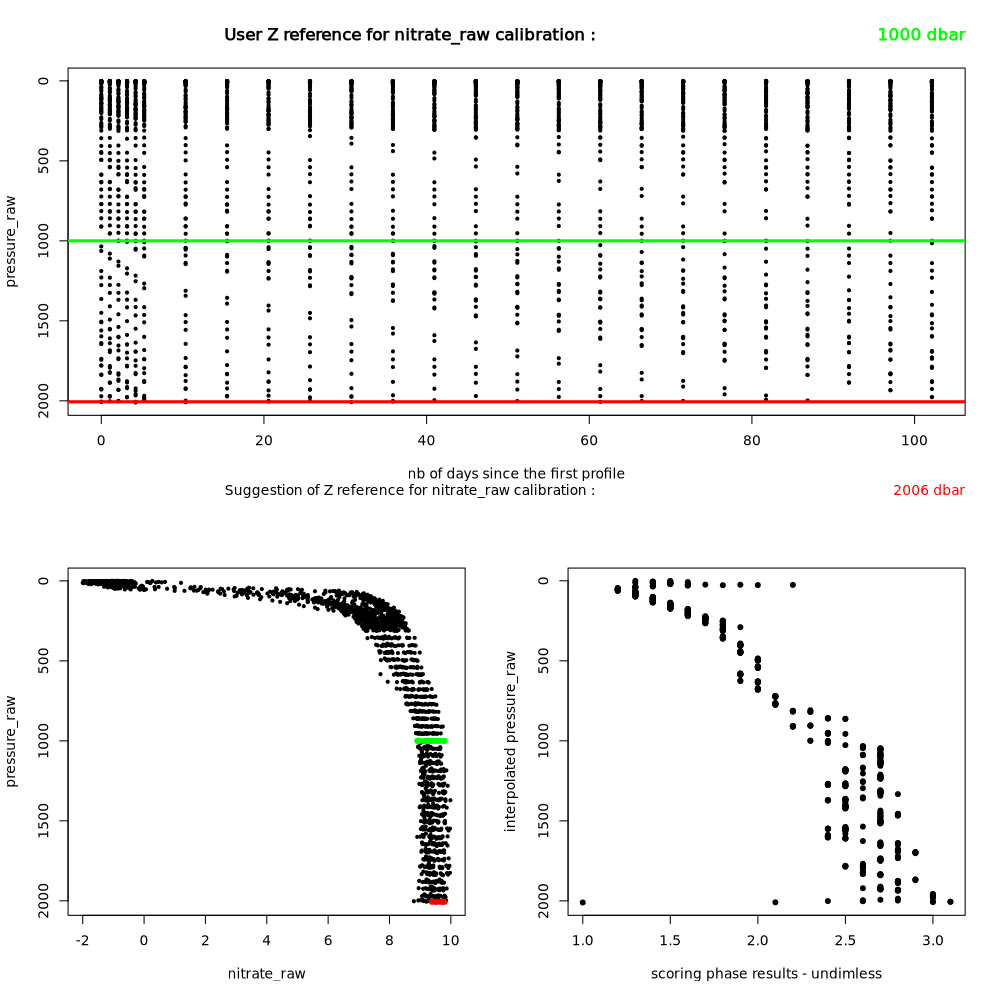 User Z reference for nitrate_raw calibration : 1000 dbar
0
500
1000
1500
2000
pressure_raw
0 20 40 60 80 100
nb of days since the first profile
Suggestion of Z reference for nitrate_raw calibration : 2006 dbar
0
500
1000
1500
2000
pressure_raw
-2 0 2 4 6 8 10
nitrate_raw
0
500
1000
1500
2000
interpolated pressure_raw
1.0 1.5 2.0 2.5 3.0
scoring phase results - undimless